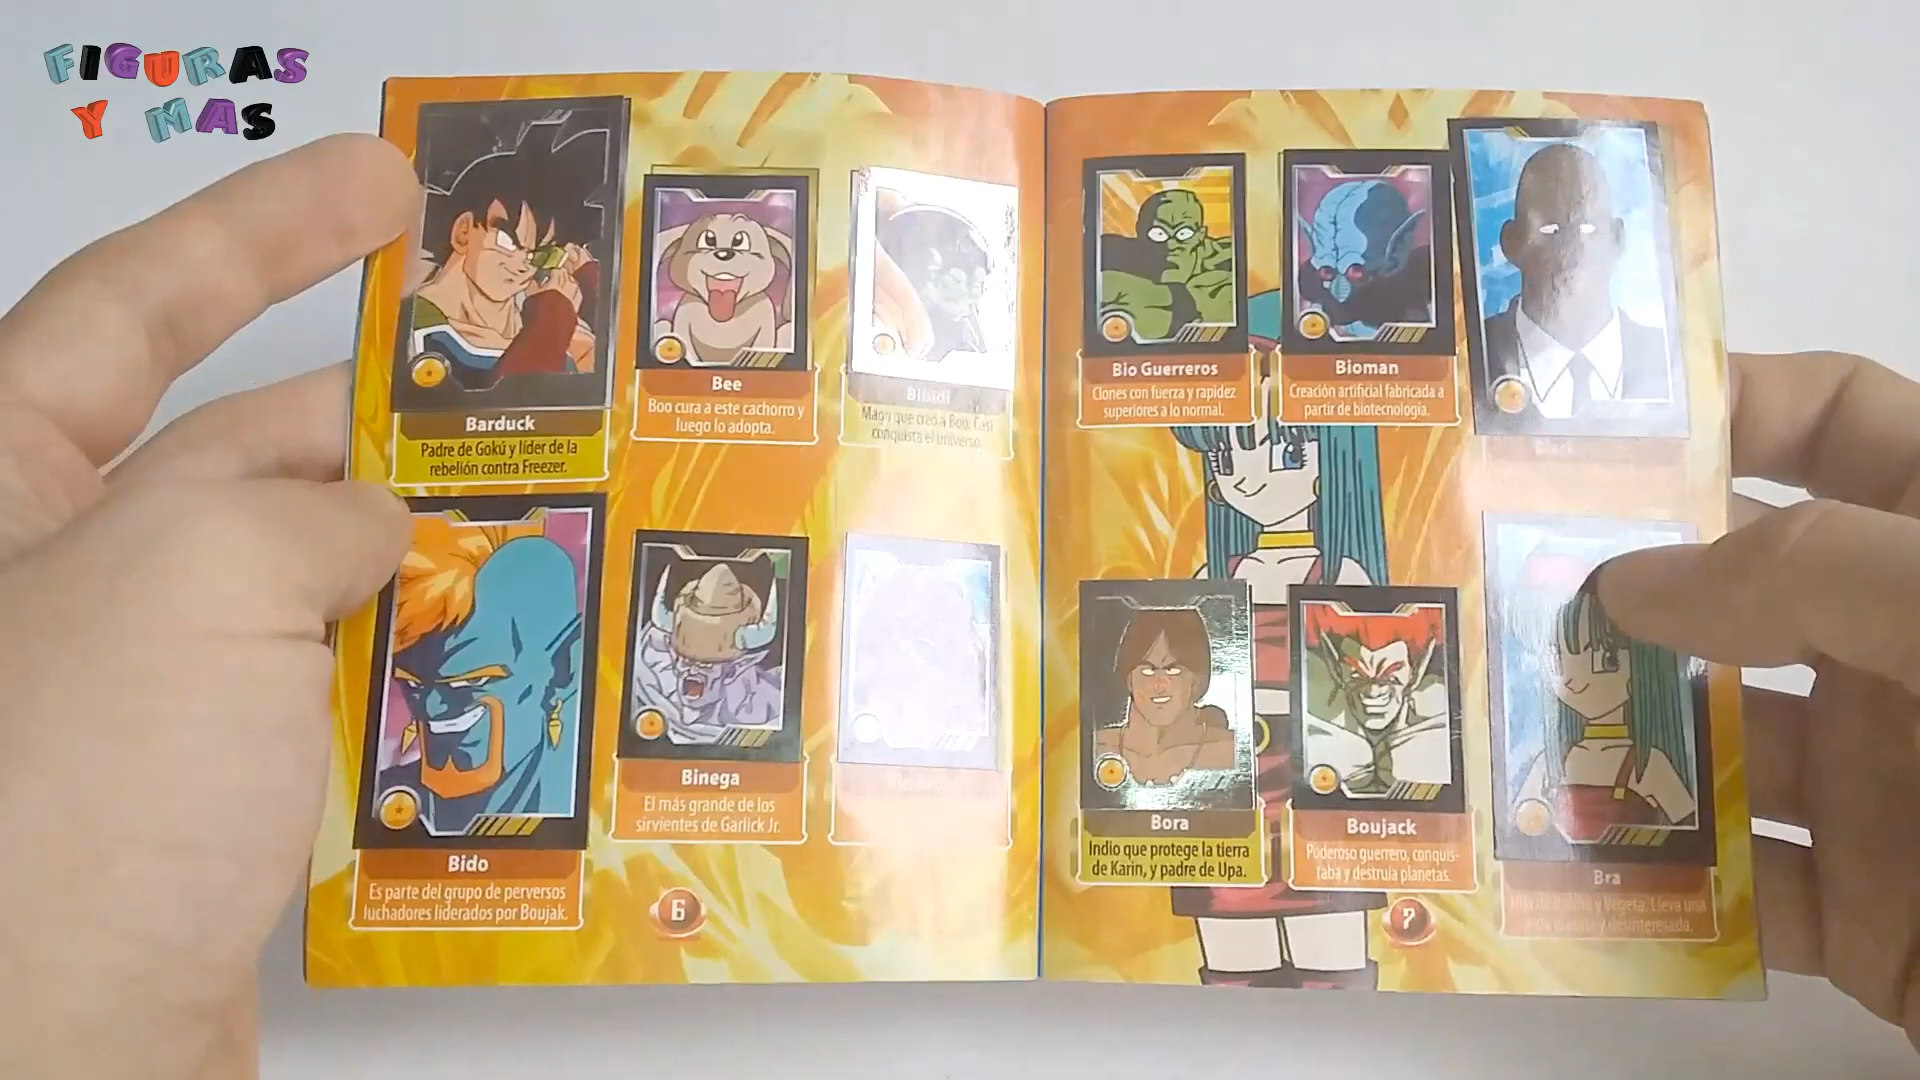 FIGURAS
Y MAS
Barduck
Padre de Gokú y líder de la
rebelión contra Freezer.
Bee
Boo cura a este cachorro y
luego lo adopta.
Bibidi
Mago que creó a Boo. Casi
conquista el universo.
Bido
Es parte del grupo de perversos
luchadores liderados por Boujak.
Binega
El más grande de los
sirvientes de Garlick Jr.
6
Bio Guerreros
Clones con fuerza y rapidez
superiores a lo normal.
Bioman
Creación artificial fabricada a
partir de biotecnología.
Bora
Indio que protege la tierra
de Karin, y padre de Upa.
Boujack
Poderoso guerrero, conquis-
taba y destruía planetas.
Bra
Vegeta. Lleva una
y desinteresada.
7